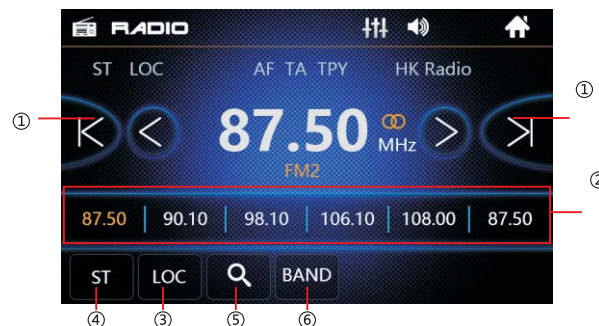 RADIO
ST LOC AF TA TPY HK Radio
①
①
87.50 MHz
FM2
②
87.50 90.10 98.10 106.10 108.00 87.50
ST LOC BAND
④ ③ ⑤ ⑥